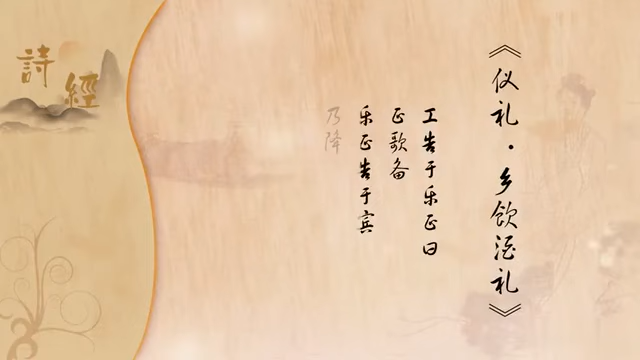 《仪礼·乡饮酒礼》
工告于乐正曰
正歌备
乐正告于宾
乃降
詩經